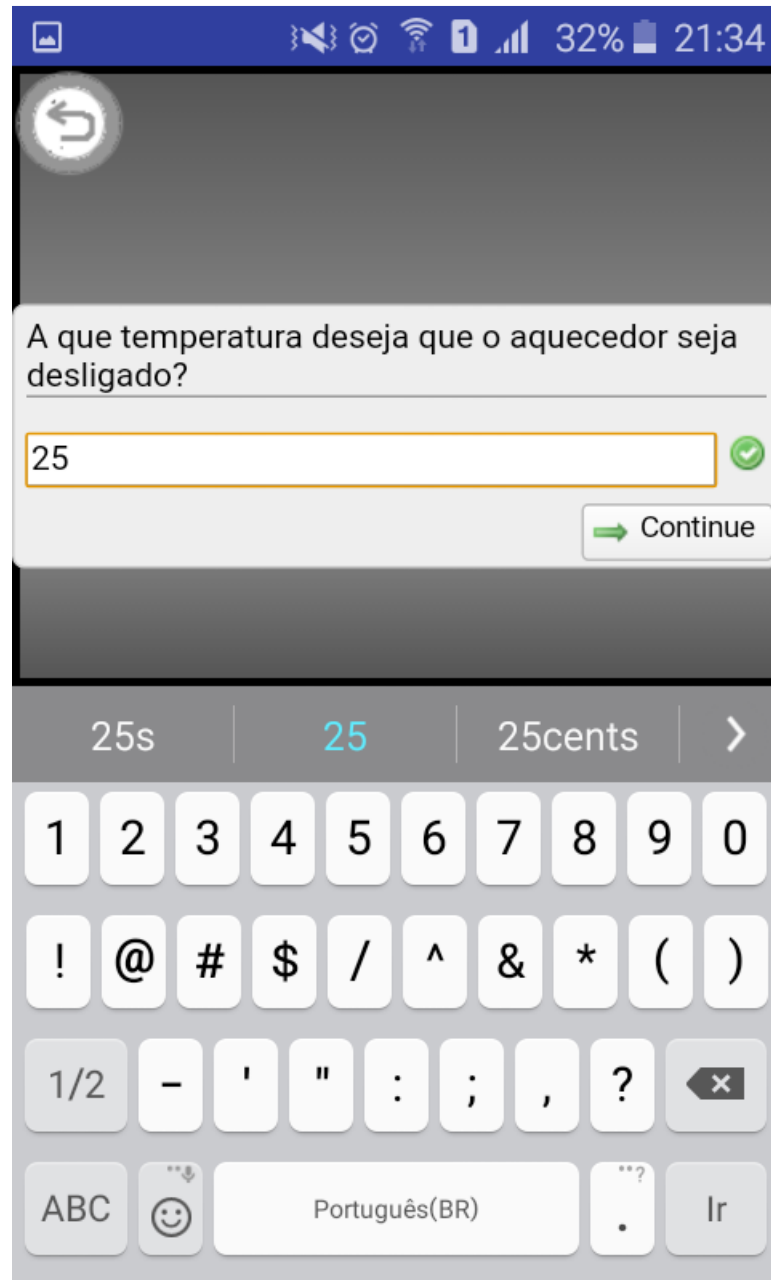 1 32% 21:34
A que temperatura deseja que o aquecedor seja
desligado?
25
Continue
25s 25 25cents
1 2 3 4 5 6 7 8 9 0
! @ # $ / ^ & * ( )
1/2 - ' " : ; , ?
ABC Português(BR) . Ir